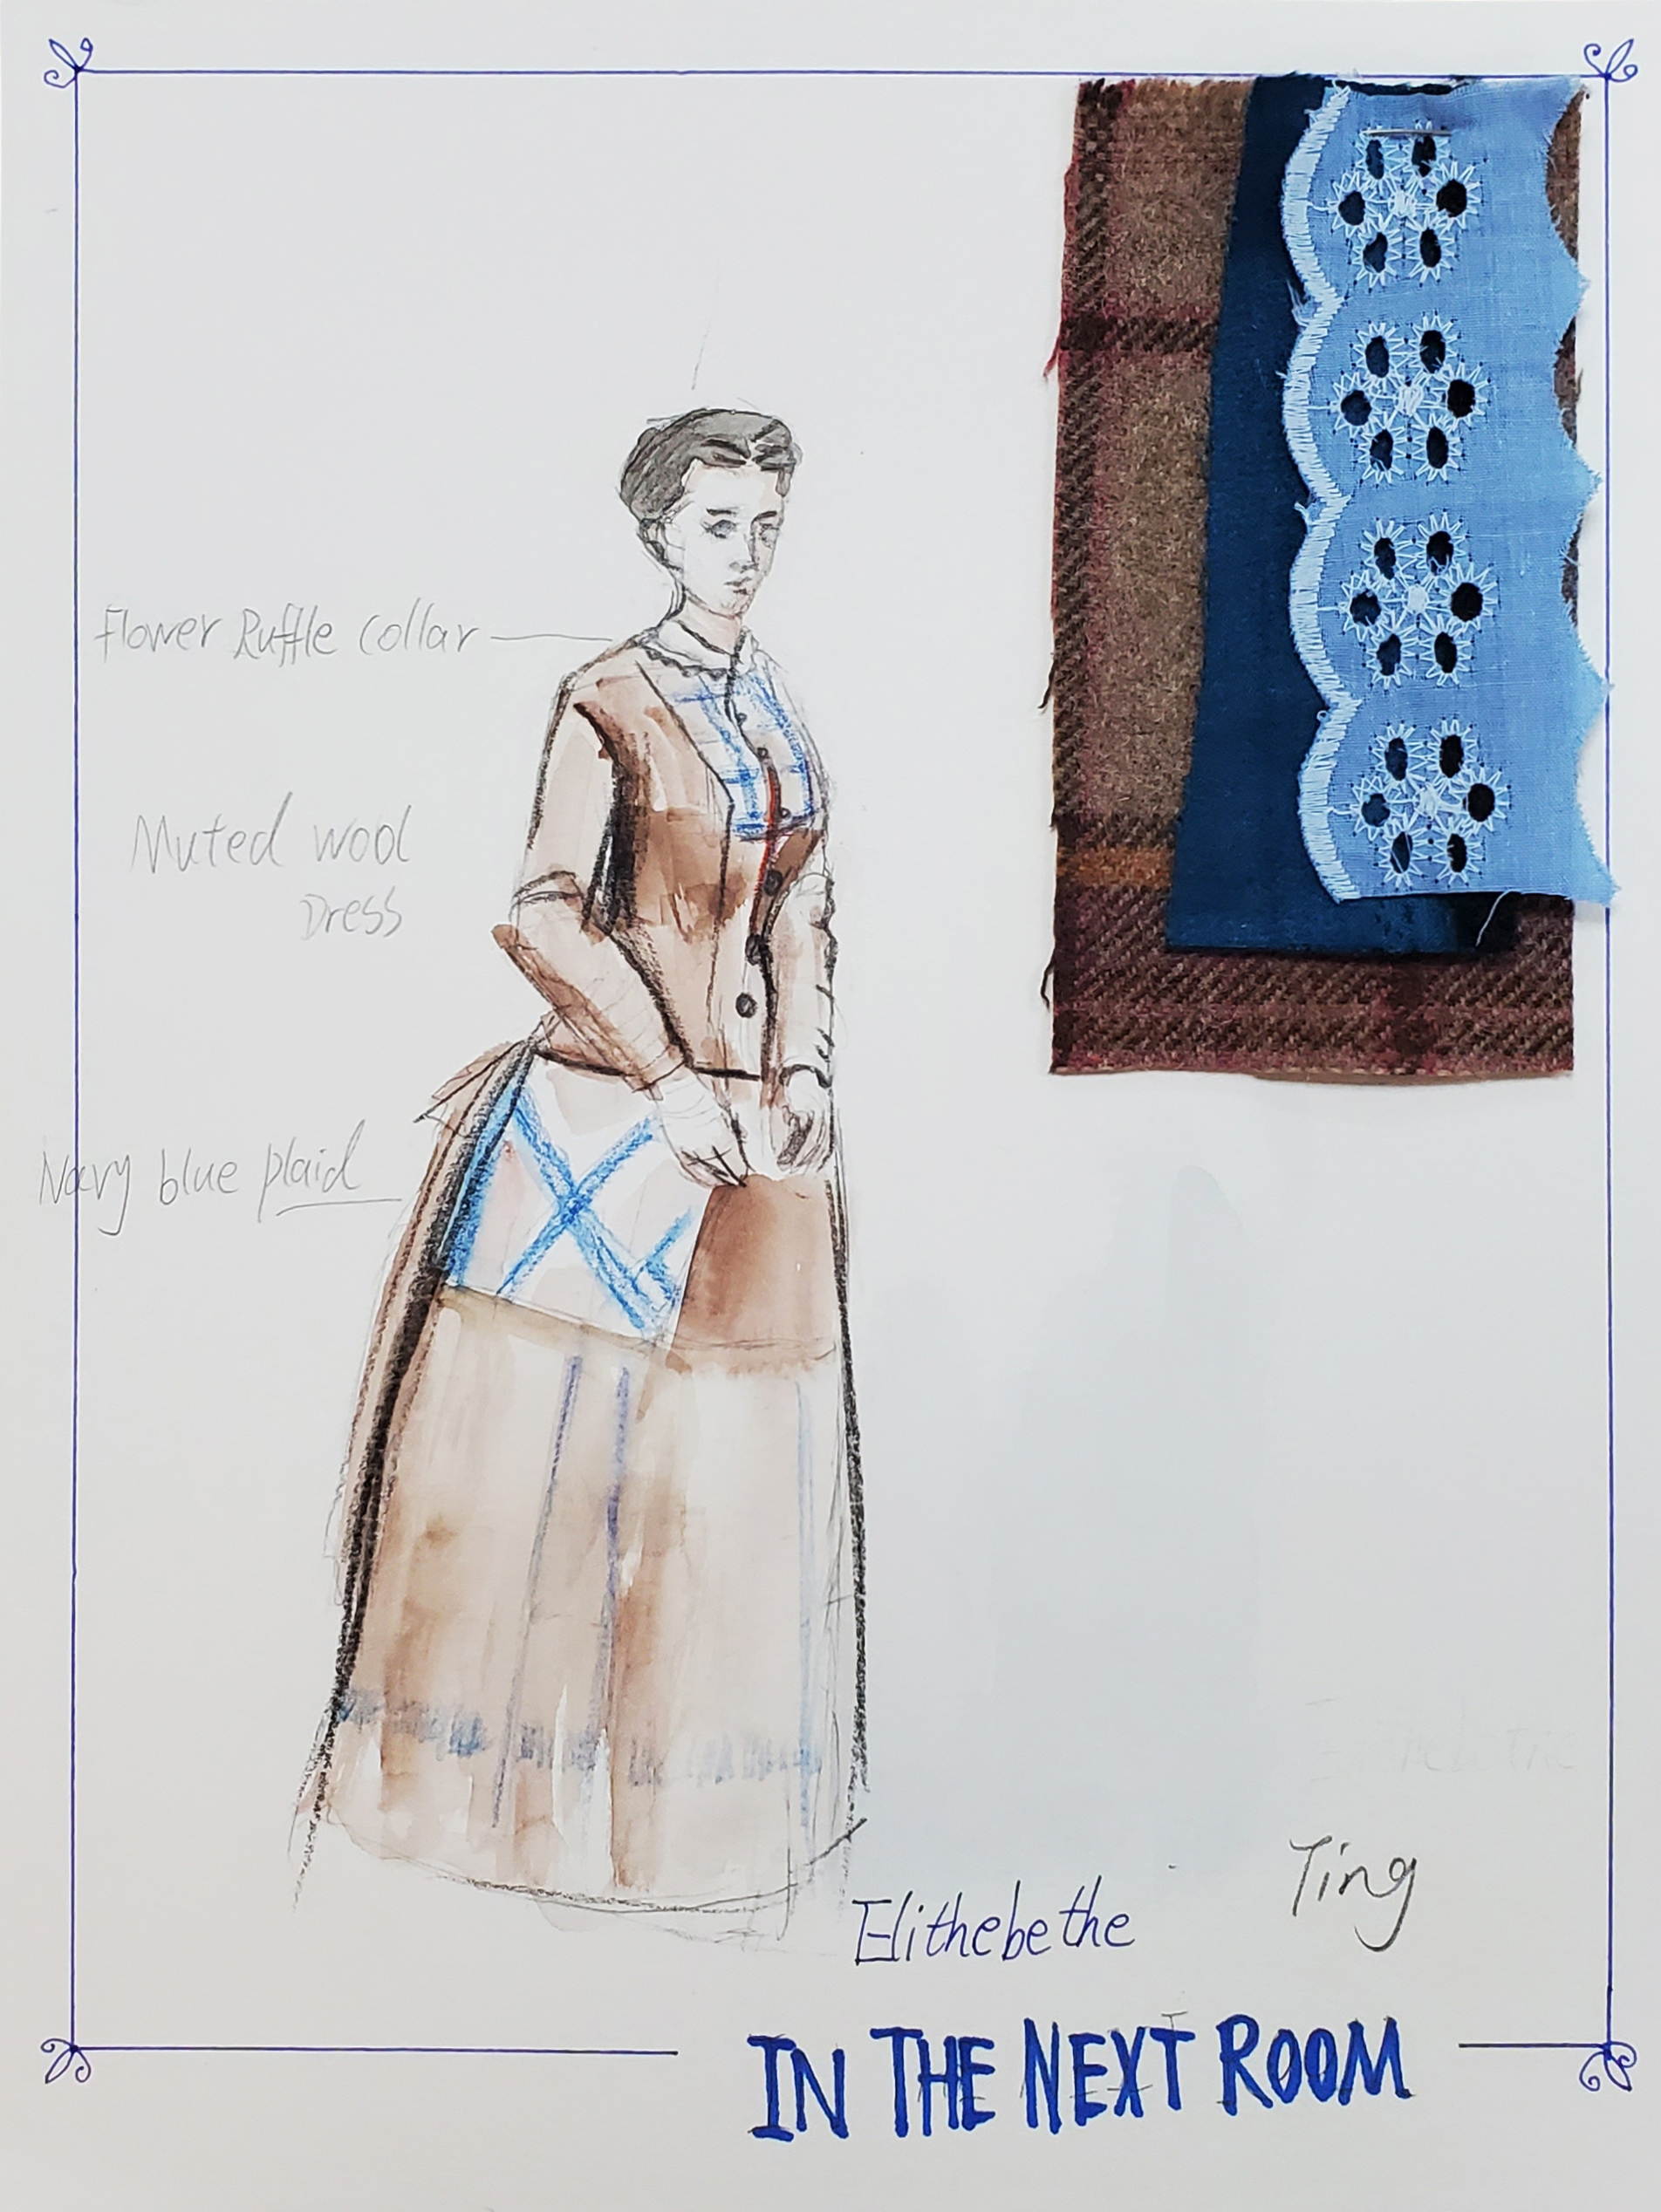 Flower Ruffle collar
Muted wool
Dress
Navy blue plaid
Ting
Elithebethe
IN THE NEXT ROOM